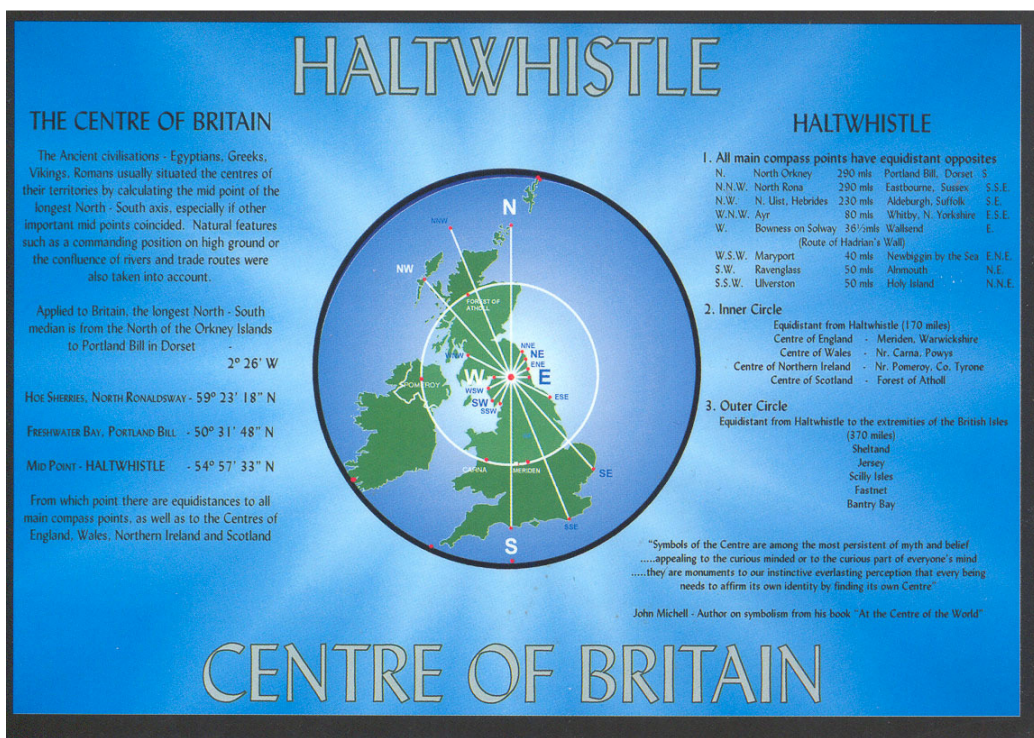 HALTWHISTLE
THE CENTRE OF BRITAIN
The Ancient civilisations - Egyptians, Greeks,
Vikings, Romans usually situated the centres of
their territories by calculating the mid point of the
longest North - South axis, especially if other
important mid points coincided. Natural features
such as a commanding position on high ground or
the confluence of rivers and trade routes were
also taken into account.
Applied to Britain, the longest North - South
median is from the North of the Orkney Islands
to Portland Bill in Dorset -
2° 26' W
HOE SHERRIES, NORTH RONALDSWAY - 59° 23' 18" N
FRESHWATER BAY, PORTLAND BILL - 50° 31' 48" N
MID POINT - HALTWHISTLE - 54° 57' 33" N
From which point there are equidistances to all
main compass points, as well as to the Centres of
England, Wales, Northern Ireland and Scotland
N
NNW
NW
FOREST OF
ATHOLL
NNE
WNW
NE
ENE
W
E
POMEROY
WSW
SW
SSW
ESE
CARNA
MERIDEN
SE
SSE
S
HALTWHISTLE
1. All main compass points have equidistant opposites
N. North Orkney 290 mls Portland Bill, Dorset S.
N.N.W. North Rona 290 mls Eastbourne, Sussex S.S.E.
N.W. N. Uist, Hebrides 230 mls Aldeburgh, Suffolk S.E.
W.N.W. Ayr 80 mls Whitby, N. Yorkshire E.S.E.
W. Bowness on Solway 36½mls Wallsend E.
(Route of Hadrian's Wall)
W.S.W. Maryport 40 mls Newbiggin by the Sea E.N.E.
S.W. Ravenglass 50 mls Alnmouth N.E.
S.S.W. Ulverston 50 mls Holy Island N.N.E.
2. Inner Circle
Equidistant from Haltwhistle (170 miles)
Centre of England - Meriden, Warwickshire
Centre of Wales - Nr. Carna, Powys
Centre of Northern Ireland - Nr. Pomeroy, Co. Tyrone
Centre of Scotland - Forest of Atholl
3. Outer Circle
Equidistant from Haltwhistle to the extremities of the British Isles
(370 miles)
Sheltand
Jersey
Scilly Isles
Fastnet
Bantry Bay
"Symbols of the Centre are among the most persistent of myth and belief
.....appealing to the curious minded or to the curious part of everyone's mind
.....they are monuments to our instinctive everlasting perception that every being
needs to affirm its own identity by finding its own Centre"
John Michell - Author on symbolism from his book "At the Centre of the World"
CENTRE OF BRITAIN